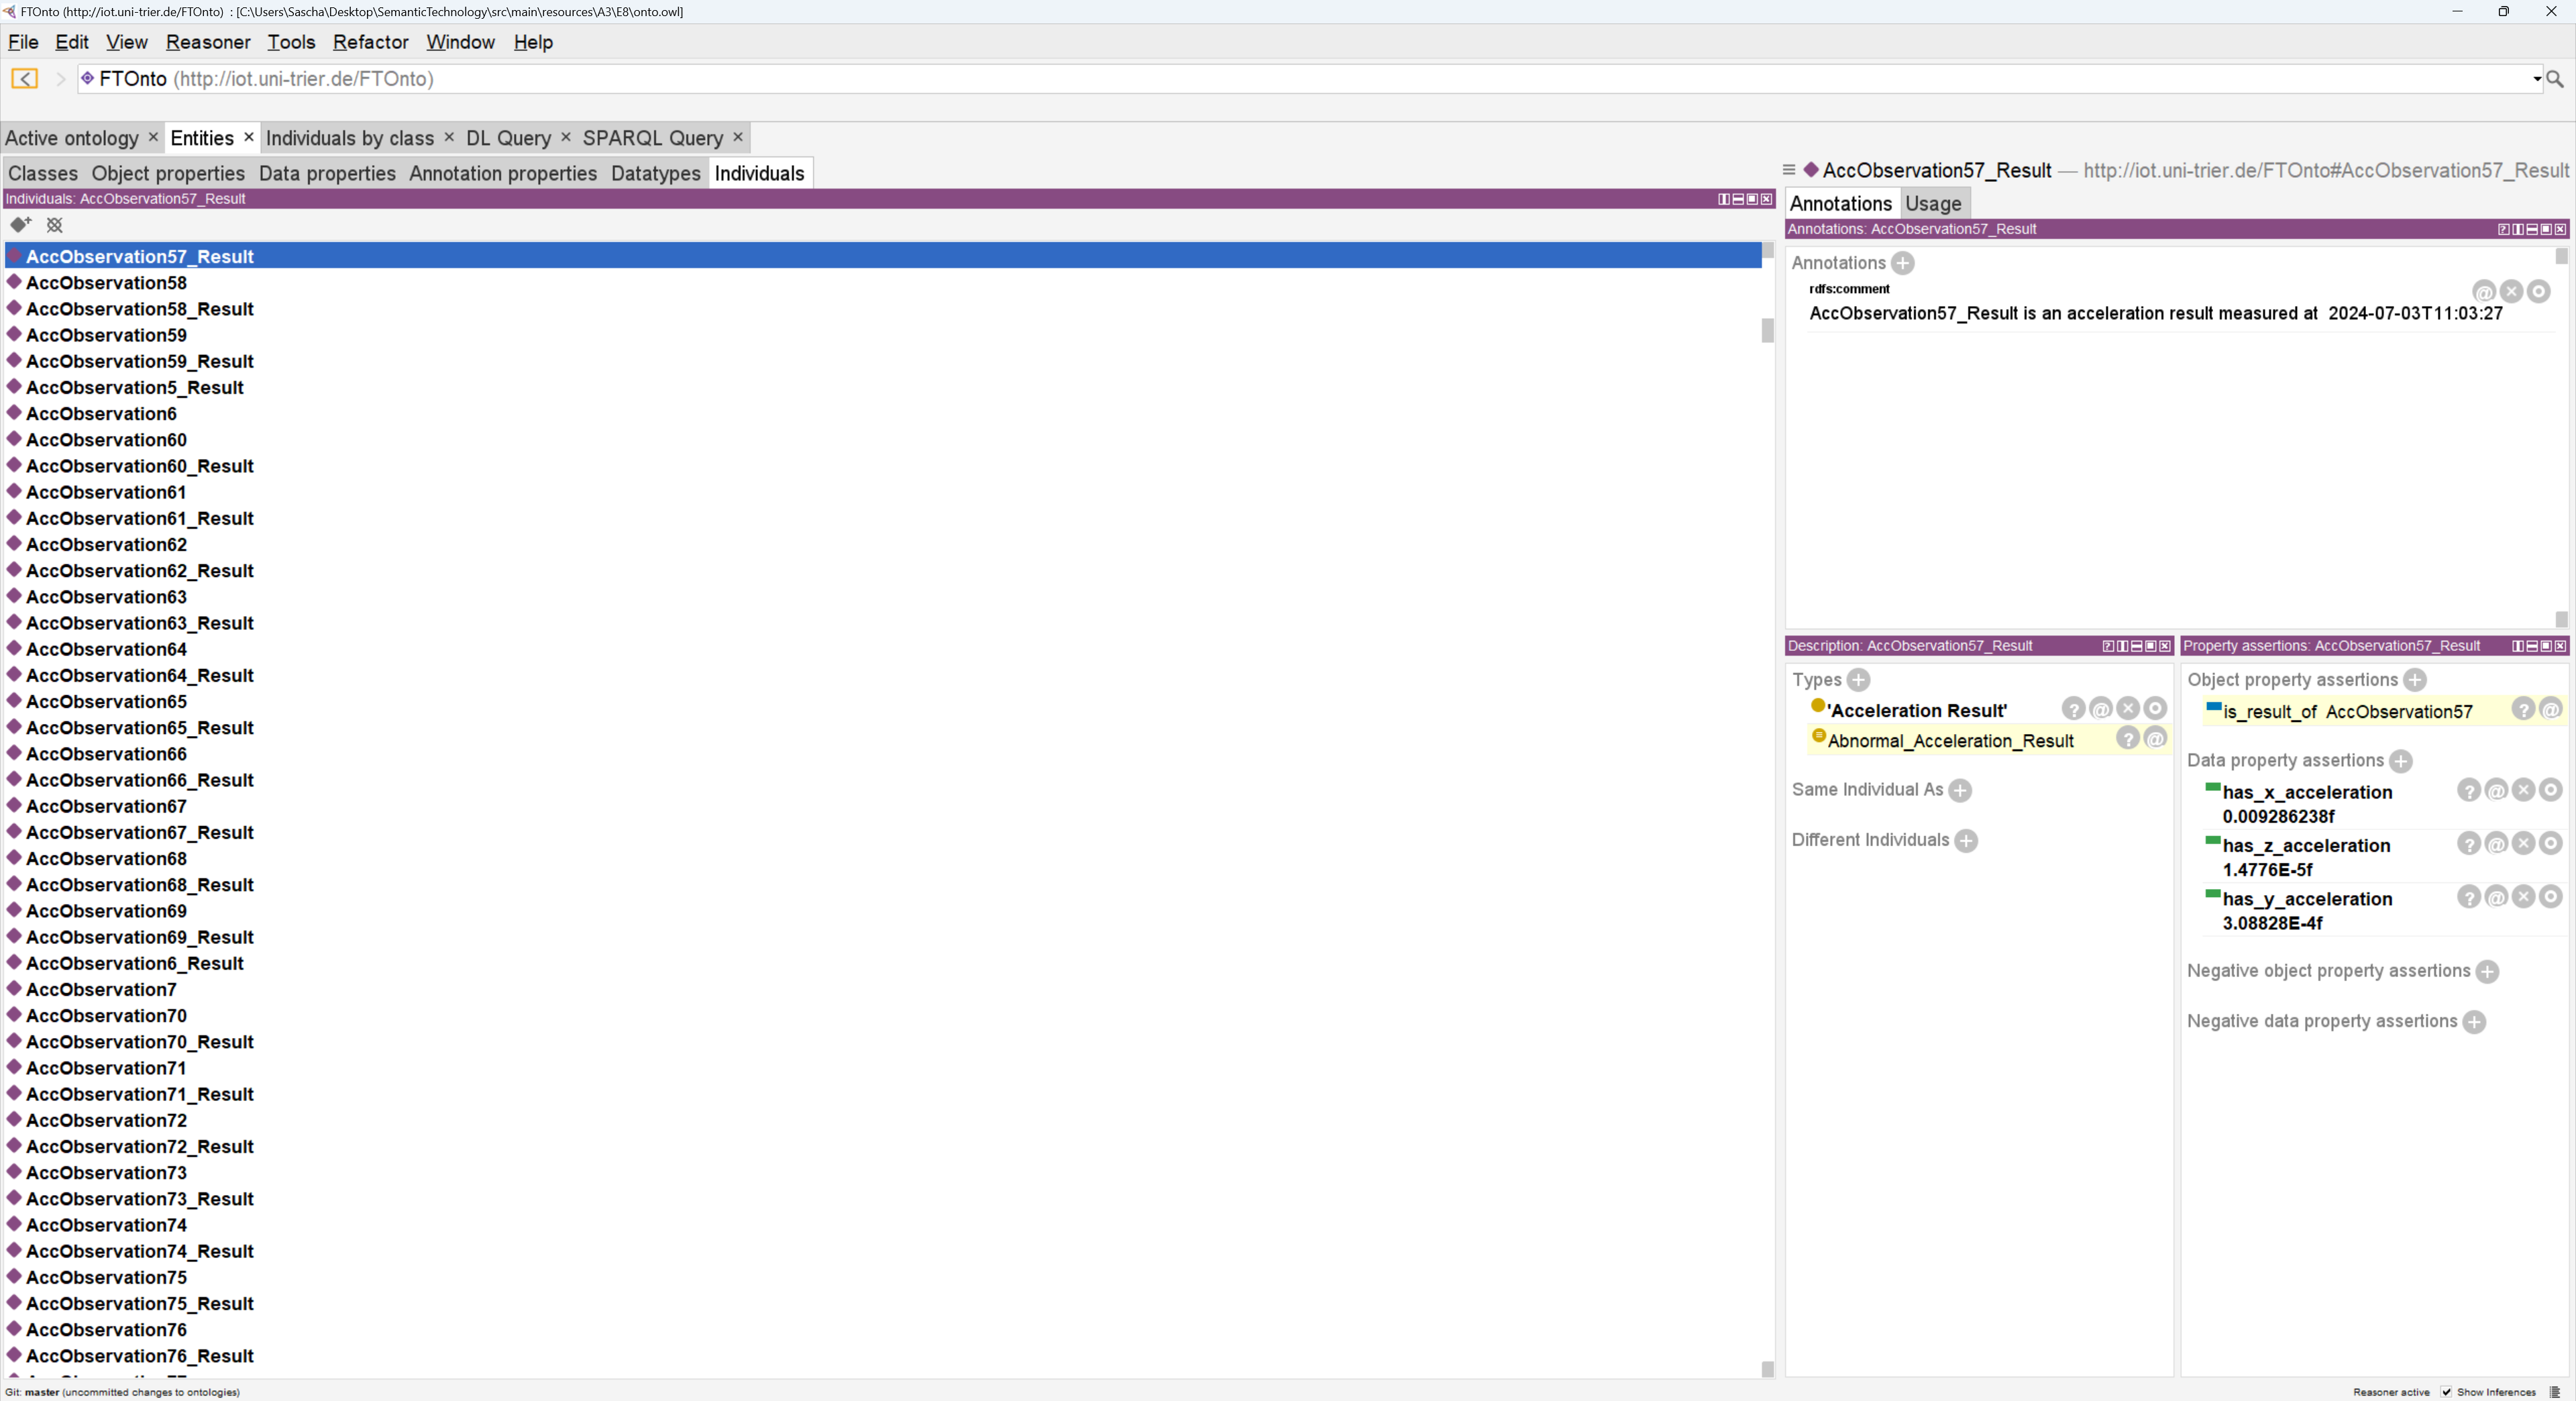 FTOnto (http://iot.uni-trier.de/FTOnto)  : [C:\Users\Sascha\Desktop\SemanticTechnology\src\main\resources\A3\E8\onto.owl]
File Edit View Reasoner Tools Refactor Window Help
FTOnto (http://iot.uni-trier.de/FTOnto)
Active ontology × Entities × Individuals by class × DL Query × SPARQL Query ×
Classes Object properties Data properties Annotation properties Datatypes Individuals
Individuals: AccObservation57_Result
AccObservation57_Result
AccObservation58
AccObservation58_Result
AccObservation59
AccObservation59_Result
AccObservation5_Result
AccObservation6
AccObservation60
AccObservation60_Result
AccObservation61
AccObservation61_Result
AccObservation62
AccObservation62_Result
AccObservation63
AccObservation63_Result
AccObservation64
AccObservation64_Result
AccObservation65
AccObservation65_Result
AccObservation66
AccObservation66_Result
AccObservation67
AccObservation67_Result
AccObservation68
AccObservation68_Result
AccObservation69
AccObservation69_Result
AccObservation6_Result
AccObservation7
AccObservation70
AccObservation70_Result
AccObservation71
AccObservation71_Result
AccObservation72
AccObservation72_Result
AccObservation73
AccObservation73_Result
AccObservation74
AccObservation74_Result
AccObservation75
AccObservation75_Result
AccObservation76
AccObservation76_Result
AccObservation57_Result — http://iot.uni-trier.de/FTOnto#AccObservation57_Result
Annotations Usage
Annotations: AccObservation57_Result
Annotations
rdfs:comment
AccObservation57_Result is an acceleration result measured at  2024-07-03T11:03:27
Description: AccObservation57_Result
Types
'Acceleration Result'
Abnormal_Acceleration_Result
Same Individual As
Different Individuals
Property assertions: AccObservation57_Result
Object property assertions
is_result_of  AccObservation57
Data property assertions
has_x_acceleration
0.009286238f
has_z_acceleration
1.4776E-5f
has_y_acceleration
3.08828E-4f
Negative object property assertions
Negative data property assertions
Git: master (uncommitted changes to ontologies)
Reasoner active Show Inferences